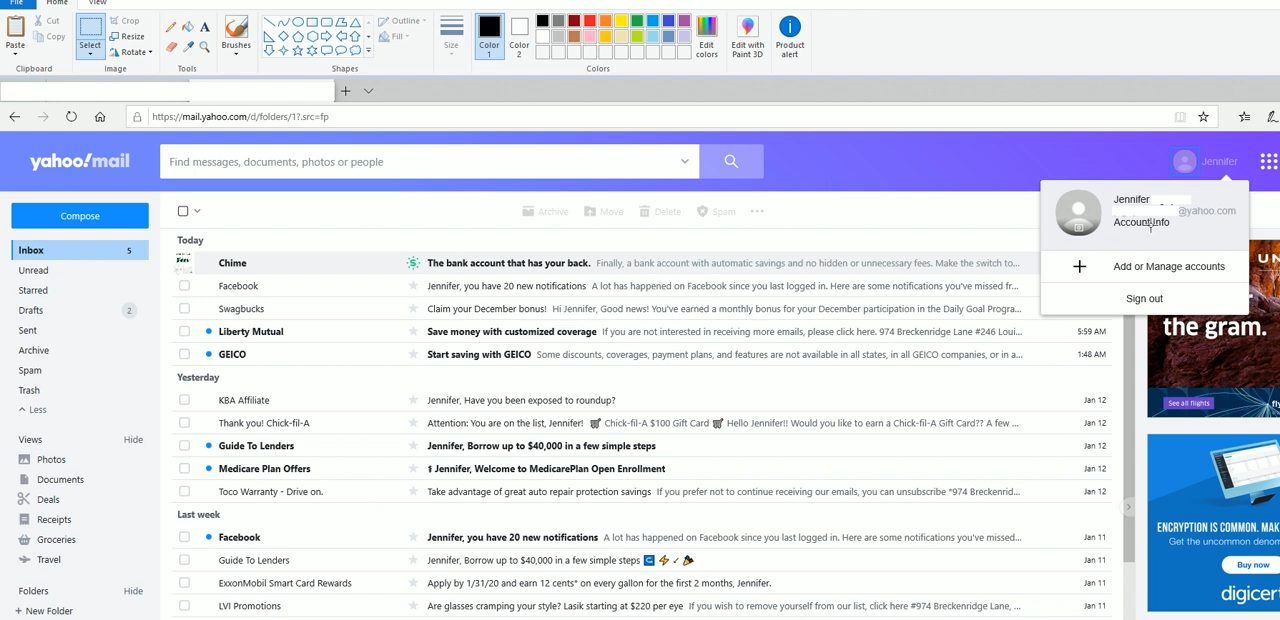 File Home View
Paste
Cut
Copy
Clipboard
Select
Crop
Resize
Rotate
Image
Tools
Brushes
Shapes
Outline
Fill
Size
Color 1
Color 2
Colors
Edit colors
Edit with Paint 3D
Product alert
https://mail.yahoo.com/d/folders/1?.src=fp
yahoo!mail
Find messages, documents, photos or people
Jennifer
Compose
Inbox 5
Unread
Starred
Drafts 2
Sent
Archive
Spam
Trash
Less
Views Hide
Photos
Documents
Deals
Receipts
Groceries
Travel
Folders Hide
+ New Folder
Archive Move Delete Spam
Today
Chime The bank account that has your back. Finally, a bank account with automatic savings and no hidden or unnecessary fees. Make the switch to...
Facebook Jennifer, you have 20 new notifications A lot has happened on Facebook since you last logged in. Here are some notifications you've missed fr...
Swagbucks Claim your December bonus! Hi Jennifer, Good news! You've earned a monthly bonus for your December participation in the Daily Goal Progra...
Liberty Mutual Save money with customized coverage If you are not interested in receiving more emails, please click here. 974 Breckenridge Lane #246 Loui... 5:59 AM
GEICO Start saving with GEICO Some discounts, coverages, payment plans, and features are not available in all states, in all GEICO companies, or in a... 1:48 AM
Yesterday
KBA Affiliate Jennifer, Have you been exposed to roundup? Jan 12
Thank you! Chick-fil-A Attention: You are on the list, Jennifer! Chick-fil-A $100 Gift Card Hello Jennifer!! Would you like to earn a Chick-fil-A Gift Card?? A few ... Jan 12
Guide To Lenders Jennifer, Borrow up to $40,000 in a few simple steps Jan 12
Medicare Plan Offers Jennifer, Welcome to MedicarePlan Open Enrollment Jan 12
Toco Warranty - Drive on. Take advantage of great auto repair protection savings If you prefer not to continue receiving our emails, you can unsubscribe *974 Breckenrid... Jan 12
Last week
Facebook Jennifer, you have 20 new notifications A lot has happened on Facebook since you last logged in. Here are some notifications you've missed... Jan 11
Guide To Lenders Jennifer, Borrow up to $40,000 in a few simple steps Jan 11
ExxonMobil Smart Card Rewards Apply by 1/31/20 and earn 12 cents* on every gallon for the first 2 months, Jennifer. Jan 11
LVI Promotions Are glasses cramping your style? Lasik starting at $220 per eye If you wish to remove yourself from our list, click here #974 Breckenridge Lane, ... Jan 11
Jennifer
@yahoo.com
Account Info
Add or Manage accounts
Sign out
the gram.
See all flights
ENCRYPTION IS COMMON. MA
Get the uncommon denom
Buy now
digicert